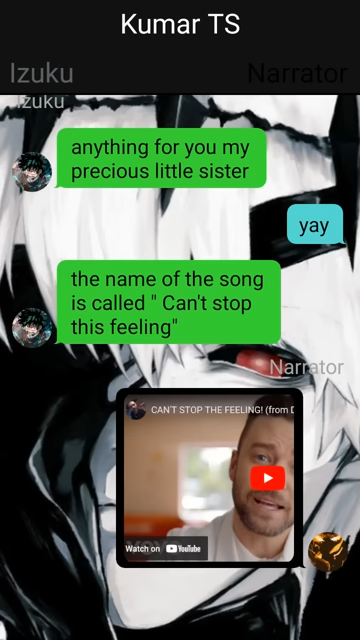 Kumar TS
Izuku
Narrator
Izuku
anything for you my
precious little sister
yay
the name of the song
is called " Can't stop
this feeling"
Narrator
CAN'T STOP THE FEELING! (from D
Watch on YouTube